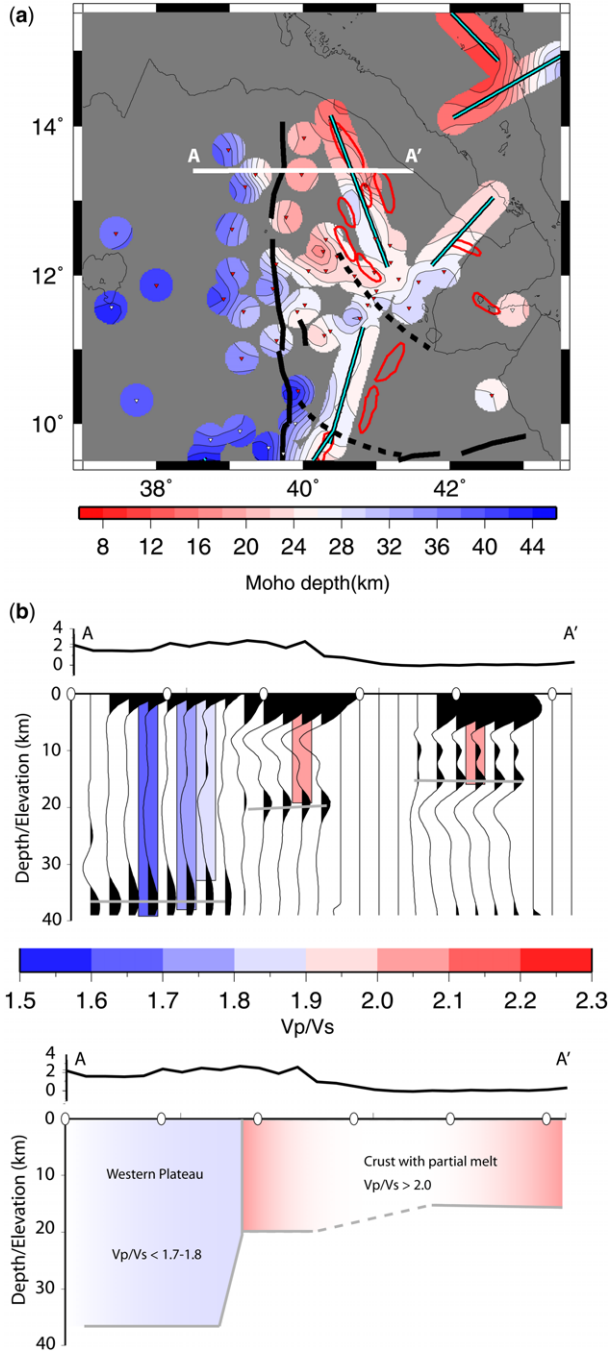 (a)
14°
12°
10°
A A'
38° 40° 42°
8 12 16 20 24 28 32 36 40 44
Moho depth(km)
(b)
4
2
0
A A'
Depth/Elevation (km)
0
10
20
30
40
1.5 1.6 1.7 1.8 1.9 2.0 2.1 2.2 2.3
Vp/Vs
4
2
0
A A'
Depth/Elevation (km)
0
10
20
30
40
Western Plateau
Vp/Vs < 1.7-1.8
Crust with partial melt
Vp/Vs > 2.0